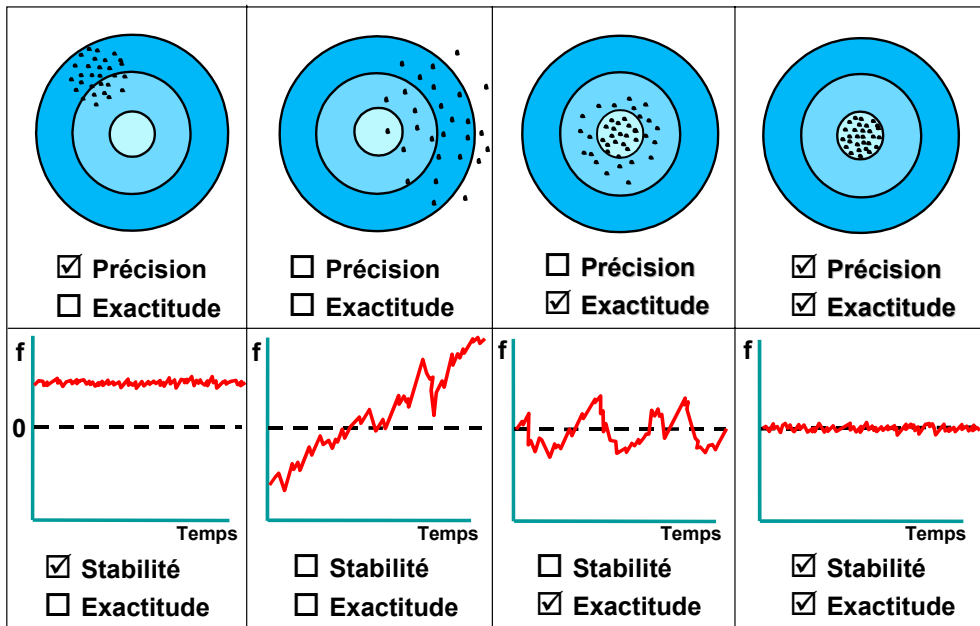 Précision
Exactitude
Précision
Exactitude
Précision
Exactitude
Précision
Exactitude
f
0
Temps
Stabilité
Exactitude
f
Temps
Stabilité
Exactitude
f
Temps
Stabilité
Exactitude
f
Temps
Stabilité
Exactitude